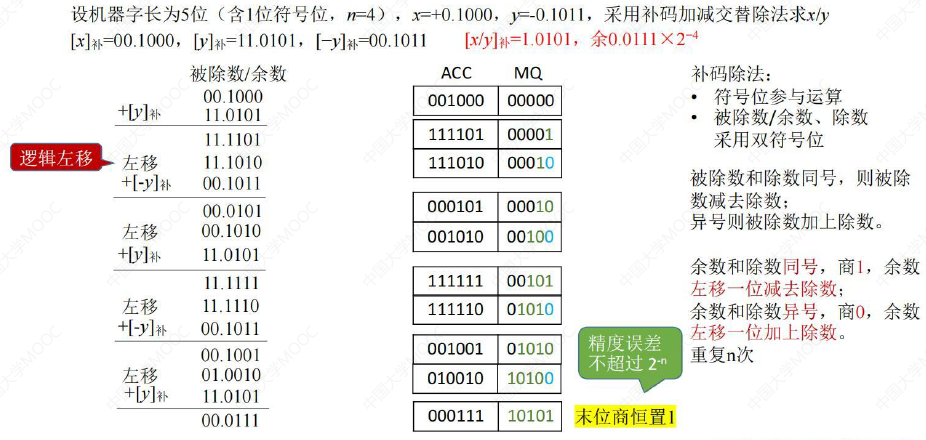 设机器字长为5位（含1位符号位，n=4），x=+0.1000，y=-0.1011，采用补码加减交替除法求x/y
[x]补=00.1000，[y]补=11.0101，[−y]补=00.1011 [x/y]补=1.0101，余0.0111×2⁻⁴
被除数/余数
00.1000
+[y]补 11.0101
11.1101
逻辑左移
左移 11.1010
+[-y]补 00.1011
00.0101
左移 00.1010
+[y]补 11.0101
11.1111
左移 11.1110
+[-y]补 00.1011
00.1001
左移 01.0010
+[y]补 11.0101
00.0111
ACC MQ
001000 00000
111101 00001
111010 00010
000101 00010
001010 00100
111111 00101
111110 01010
001001 01010
010010 10100
000111 10101
末位商恒置1
精度误差
不超过 2⁻ⁿ
补码除法：
• 符号位参与运算
• 被除数/余数、除数
采用双符号位
被除数和除数同号，则被除
数减去除数；
异号则被除数加上除数。
余数和除数同号，商1，余数
左移一位减去除数；
余数和除数异号，商0，余数
左移一位加上除数。
重复n次
中国大学MOOC